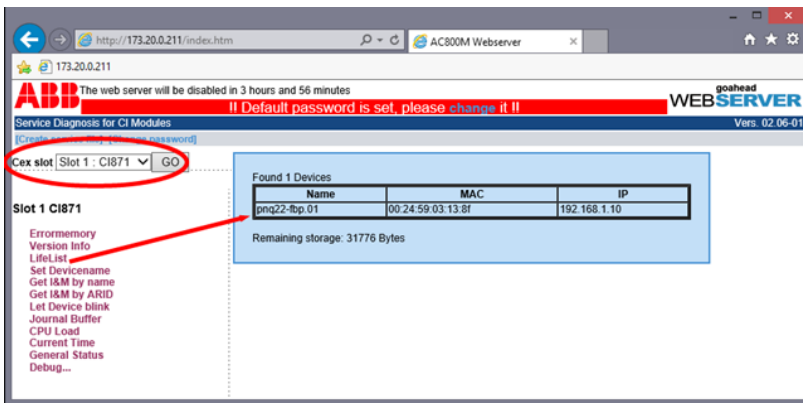 http://173.20.0.211/index.htm
AC800M Webserver
173.20.0.211
ABB
The web server will be disabled in 3 hours and 56 minutes
!! Default password is set, please change it !!
goahead
WEBSERVER
Service Diagnosis for CI Modules
Vers. 02.06-01
[Create service file] [Change password]
Cex slot Slot 1 : CI871 GO
Slot 1 CI871
Errormemory
Version Info
LifeList
Set Devicename
Get I&M by name
Get I&M by ARID
Let Device blink
Journal Buffer
CPU Load
Current Time
General Status
Debug...
Found 1 Devices
Name MAC IP
pnq22-fbp.01 00:24:59:03:13:8f 192.168.1.10
Remaining storage: 31776 Bytes